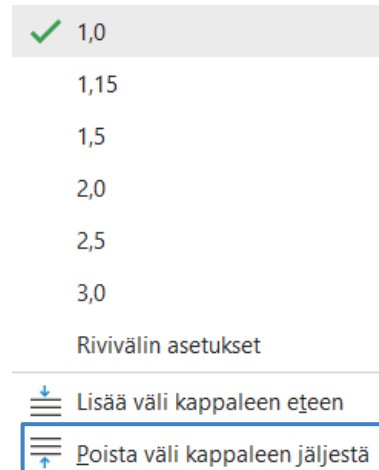 1,0
1,15
1,5
2,0
2,5
3,0
Rivivälin asetukset
Lisää väli kappaleen eteen
Poista väli kappaleen jäljestä